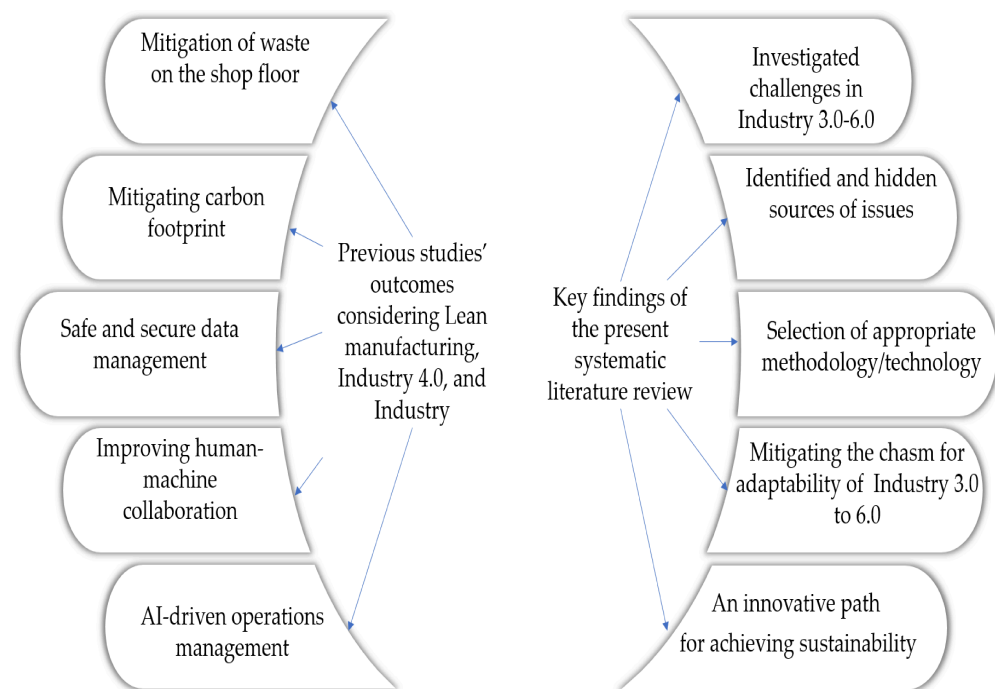 Mitigation of waste
on the shop floor
Mitigating carbon
footprint
Safe and secure data
management
Improving human-
machine
collaboration
AI-driven operations
management
Previous studies’
outcomes
considering Lean
manufacturing,
Industry 4.0, and
Industry
Key findings of
the present
systematic
literature review
Investigated
challenges in
Industry 3.0-6.0
Identified and hidden
sources of issues
Selection of appropriate
methodology/technology
Mitigating the chasm for
adaptability of Industry 3.0
to 6.0
An innovative path
for achieving sustainability